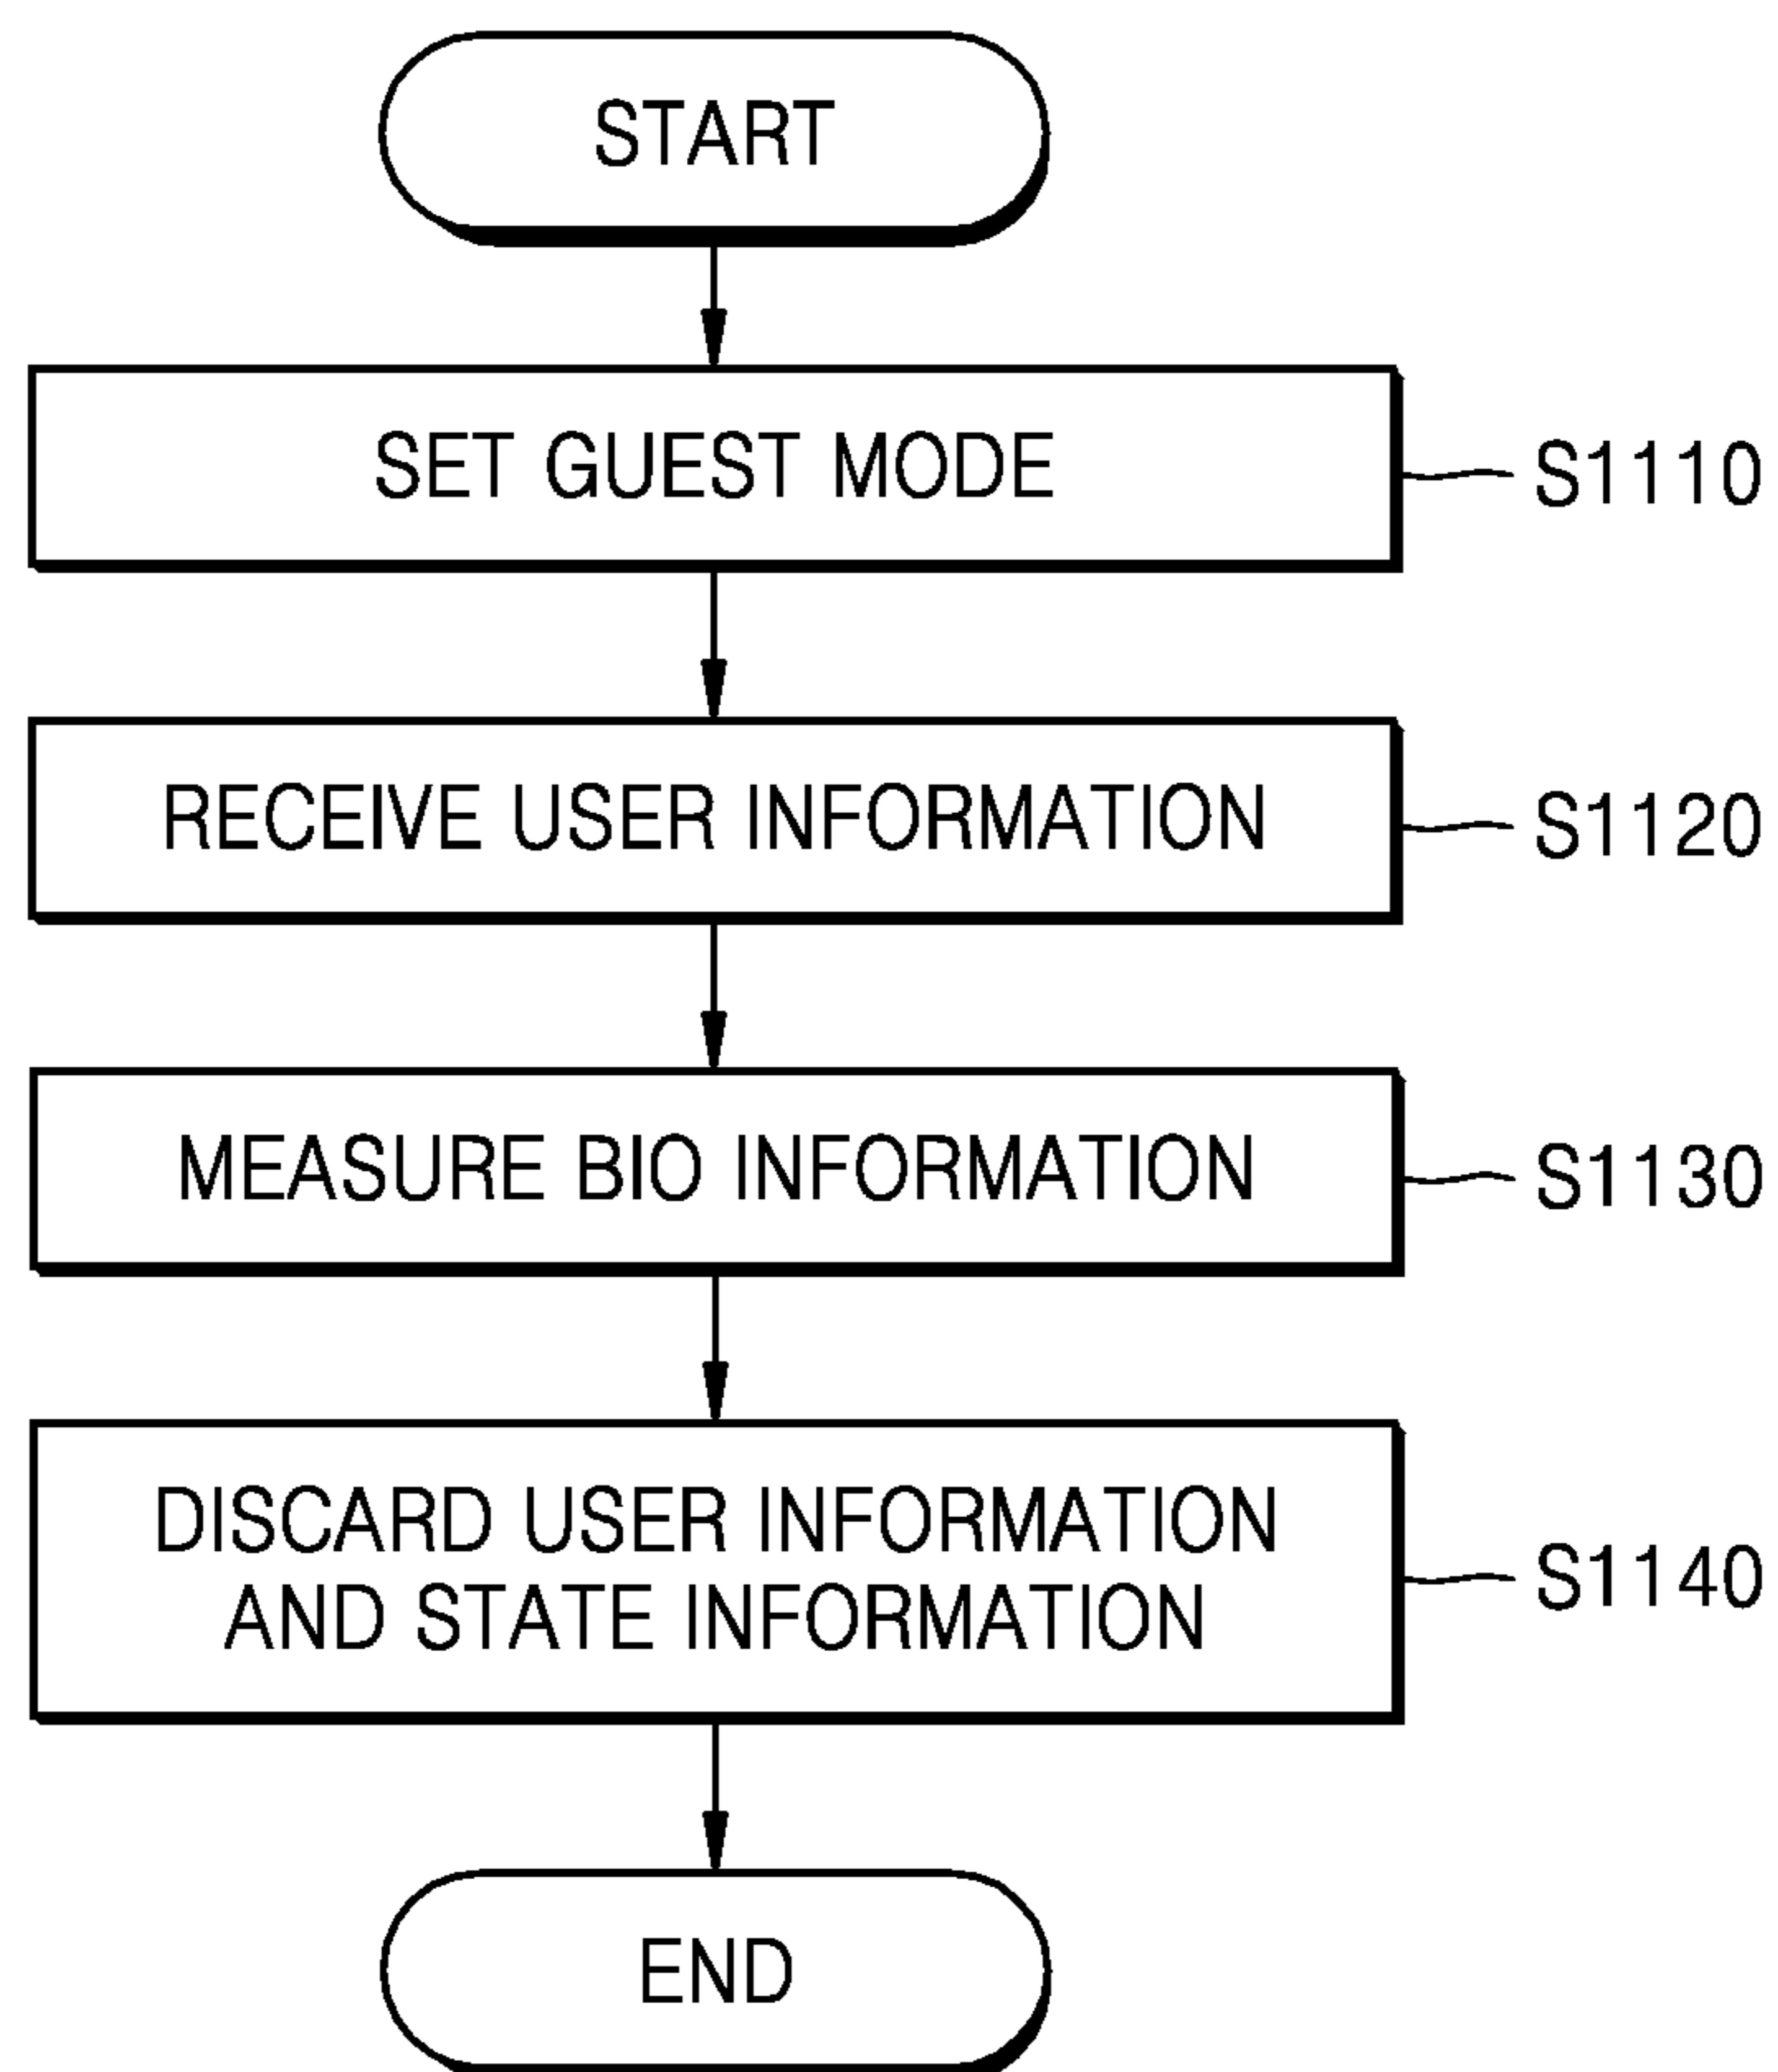 START
SET GUEST MODE
S1110
RECEIVE USER INFORMATION
S1120
MEASURE BIO INFORMATION
S1130
DISCARD USER INFORMATION
AND STATE INFORMATION
S1140
END